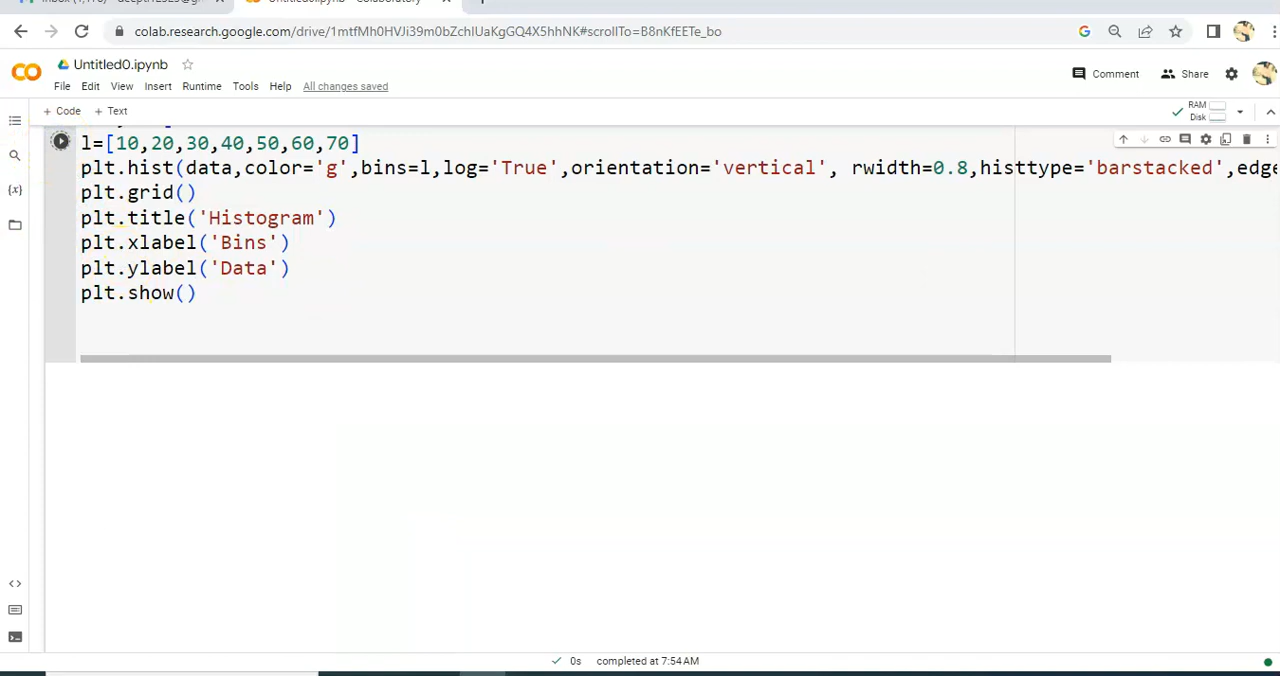 colab.research.google.com/drive/1mtfMh0HVJi39m0bZchIUaKgGQ4X5hhNK#scrollTo=B8nKfEETe_bo
Untitled0.ipynb
File Edit View Insert Runtime Tools Help All changes saved
Comment Share
+ Code + Text
RAM
Disk
l=[10,20,30,40,50,60,70]
plt.hist(data,color='g',bins=l,log='True',orientation='vertical', rwidth=0.8,histtype='barstacked',edge
plt.grid()
plt.title('Histogram')
plt.xlabel('Bins')
plt.ylabel('Data')
plt.show()
0s completed at 7:54 AM